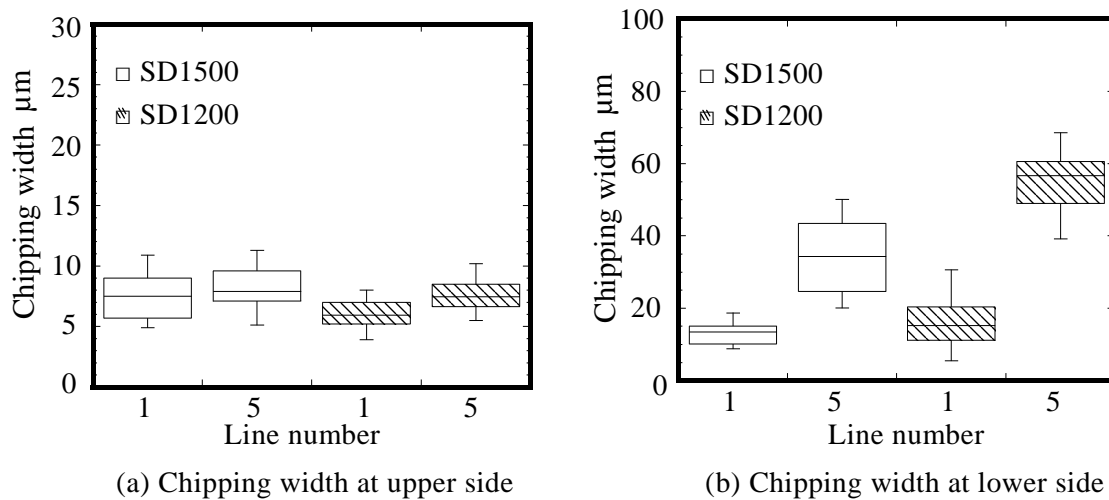 30
25
20
15
10
5
0
Chipping width μm
SD1500
SD1200
1 5 1 5
Line number
(a) Chipping width at upper side
100
80
60
40
20
0
Chipping width μm
SD1500
SD1200
1 5 1 5
Line number
(b) Chipping width at lower side